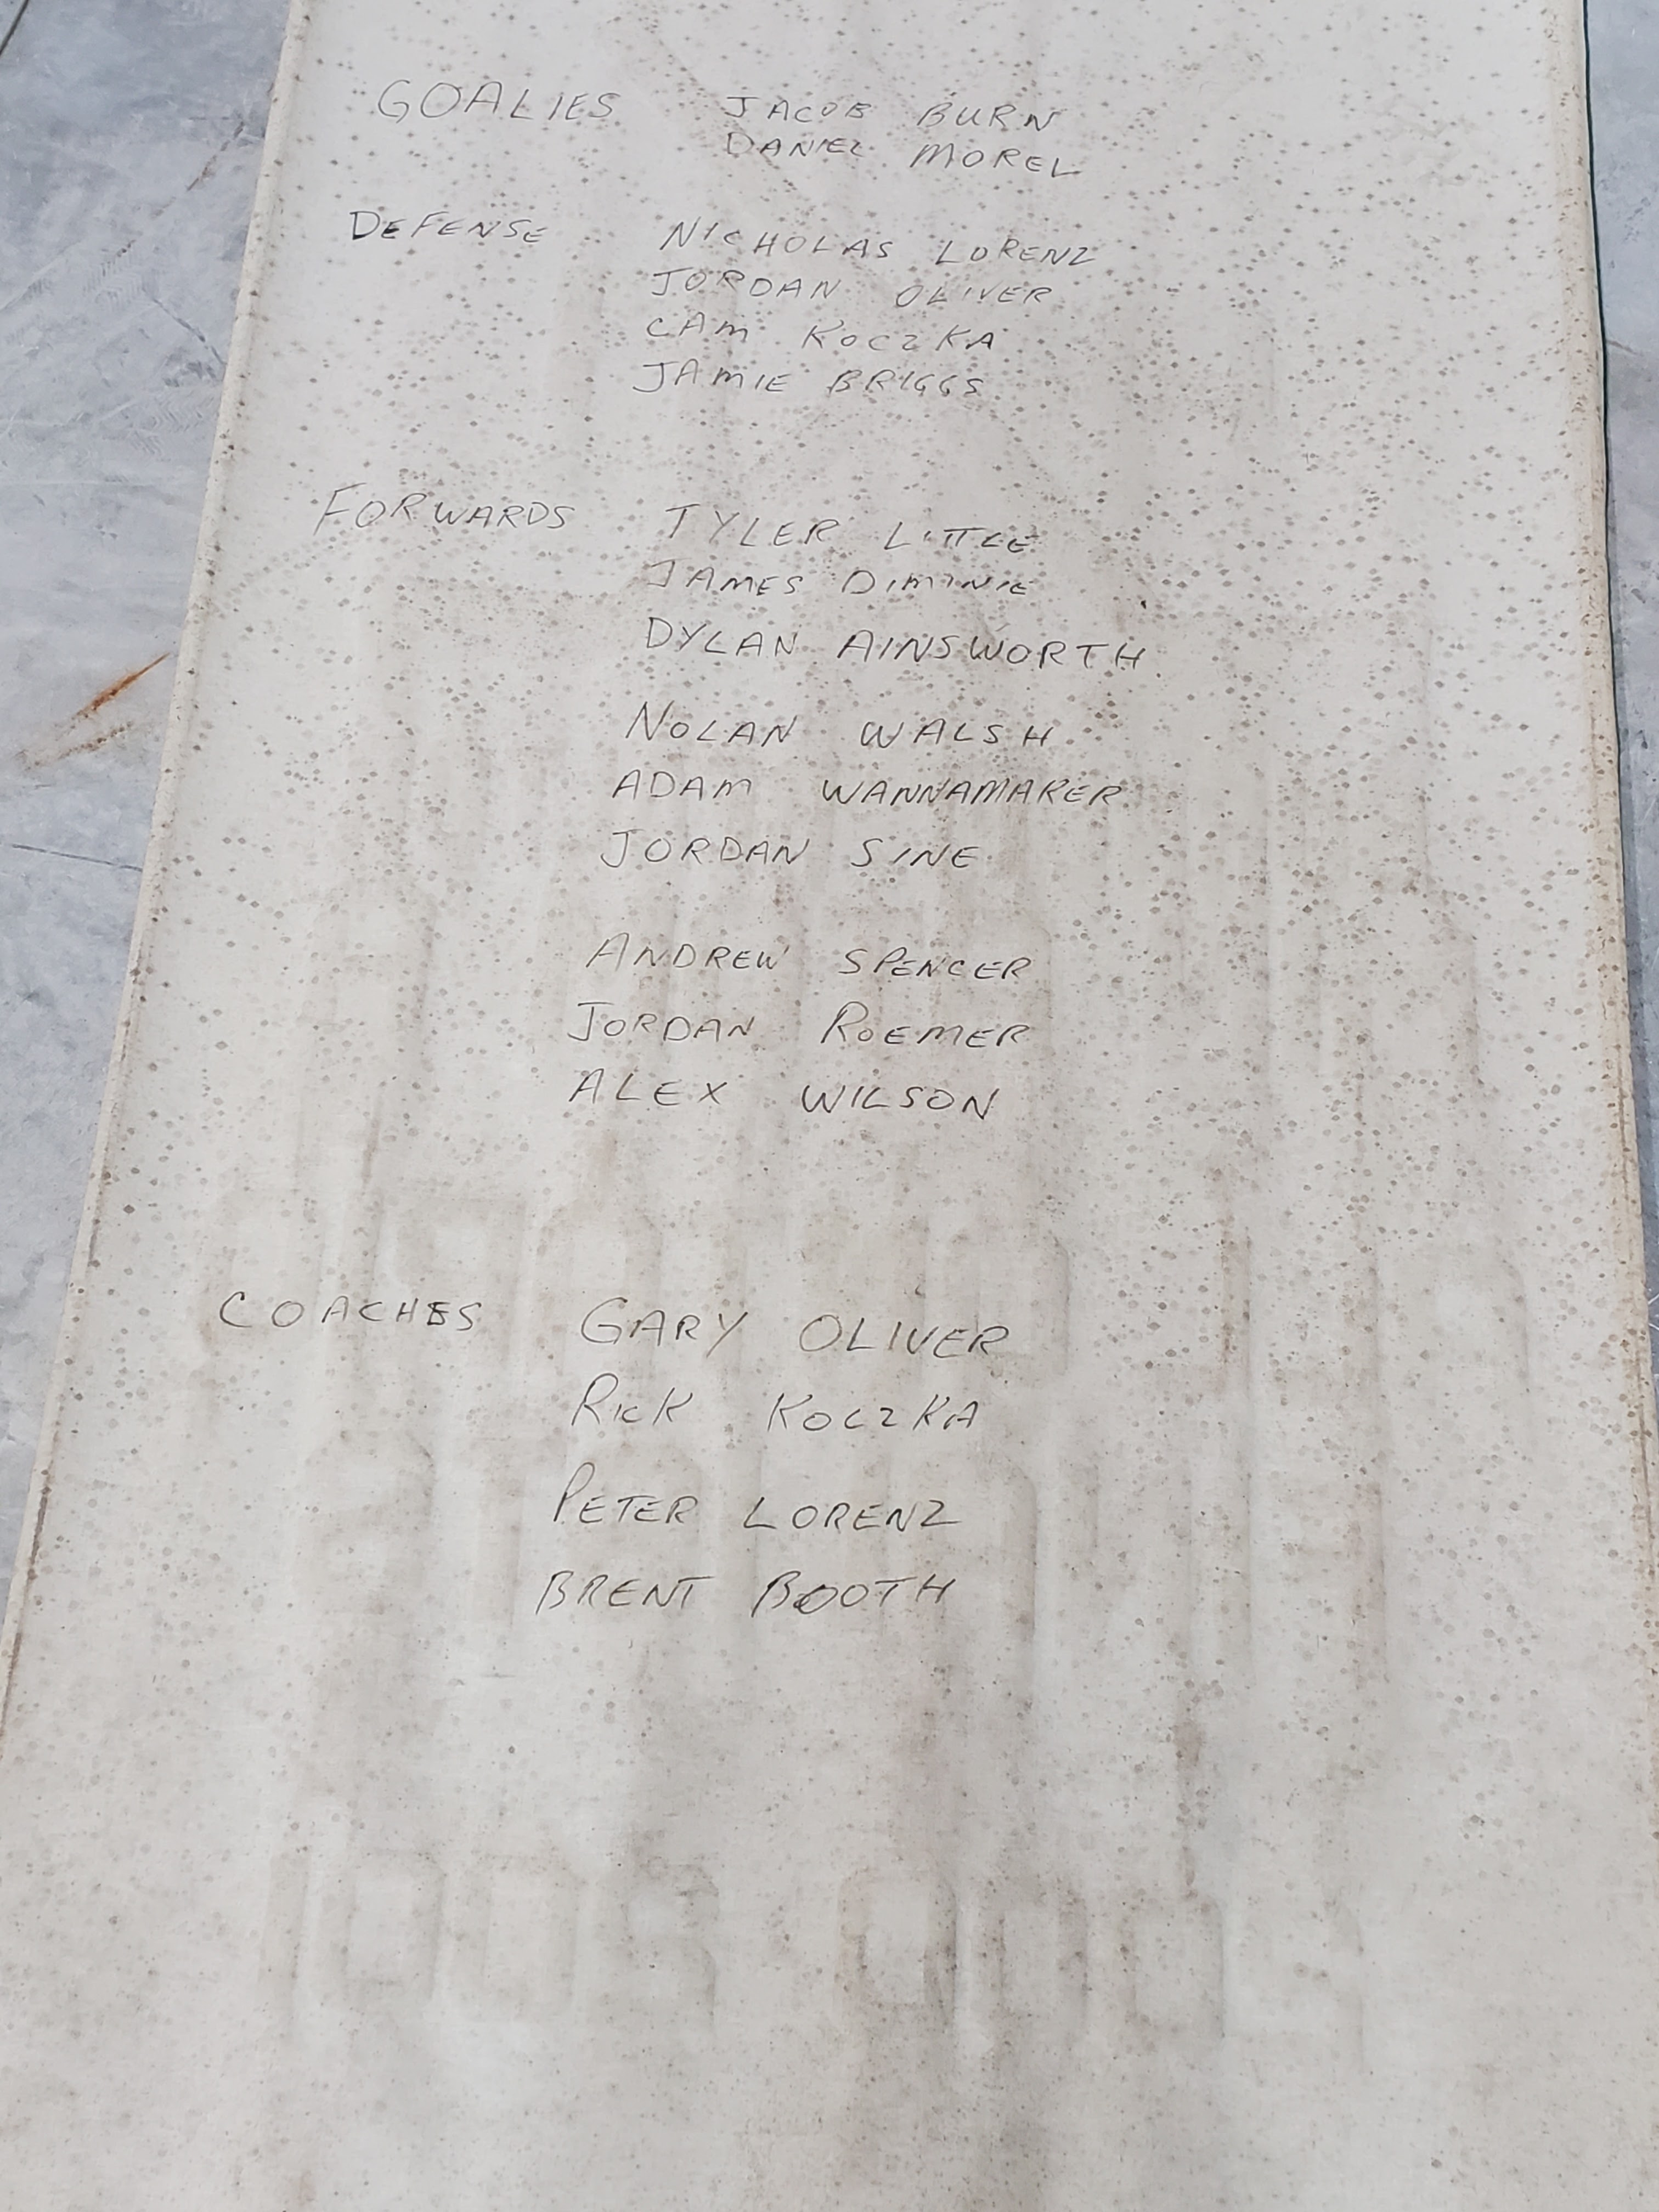 GOALIES JACOB BURN
DANIEL MOREL
DEFENSE NICHOLAS LORENZ
JORDAN OLIVER
CAM KOCZKA
JAMIE BRIGGS
FORWARDS TYLER LITTLE
JAMES DIMINIE
DYLAN AINSWORTH
NOLAN WALSH
ADAM WANNAMAKER
JORDAN SINE
ANDREW SPENCER
JORDAN ROEMER
ALEX WILSON
COACHES GARY OLIVER
RICK KOCZKA
PETER LORENZ
BRENT BOOTH